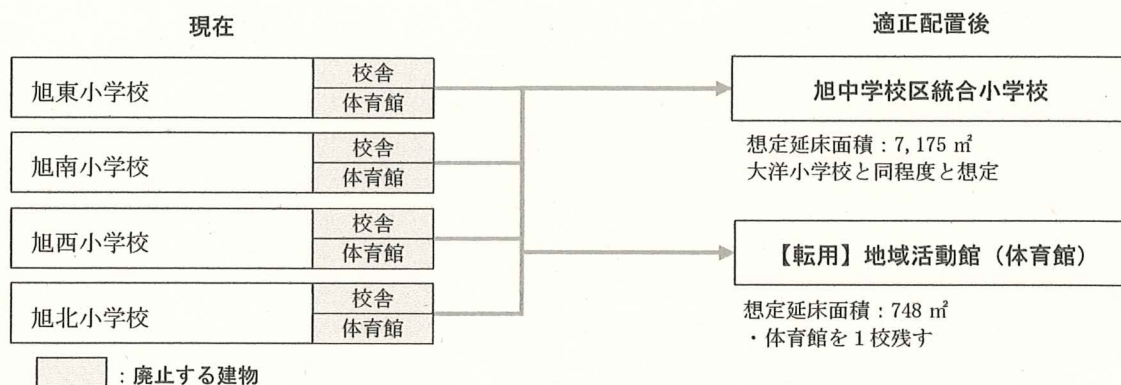 現在
適正配置後
旭東小学校
校舎
体育館
旭南小学校
校舎
体育館
旭西小学校
校舎
体育館
旭北小学校
校舎
体育館
：廃止する建物
旭中学校区統合小学校
想定延床面積：7,175 ㎡
大洋小学校と同程度と想定
【転用】地域活動館（体育館）
想定延床面積：748 ㎡
・体育館を１校残す